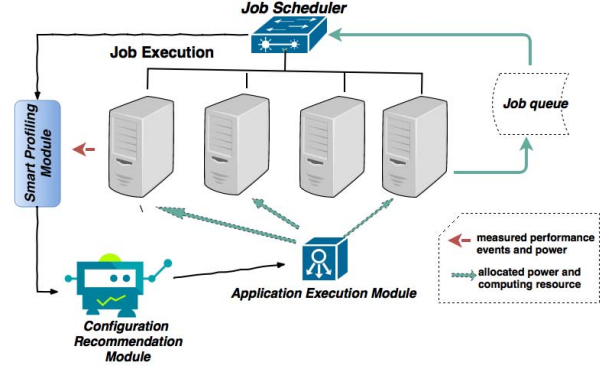 Job Scheduler
Job Execution
Job queue
Smart Profiling
Module
measured performance
events and power
allocated power and
computing resource
Application Execution Module
Configuration
Recommendation
Module